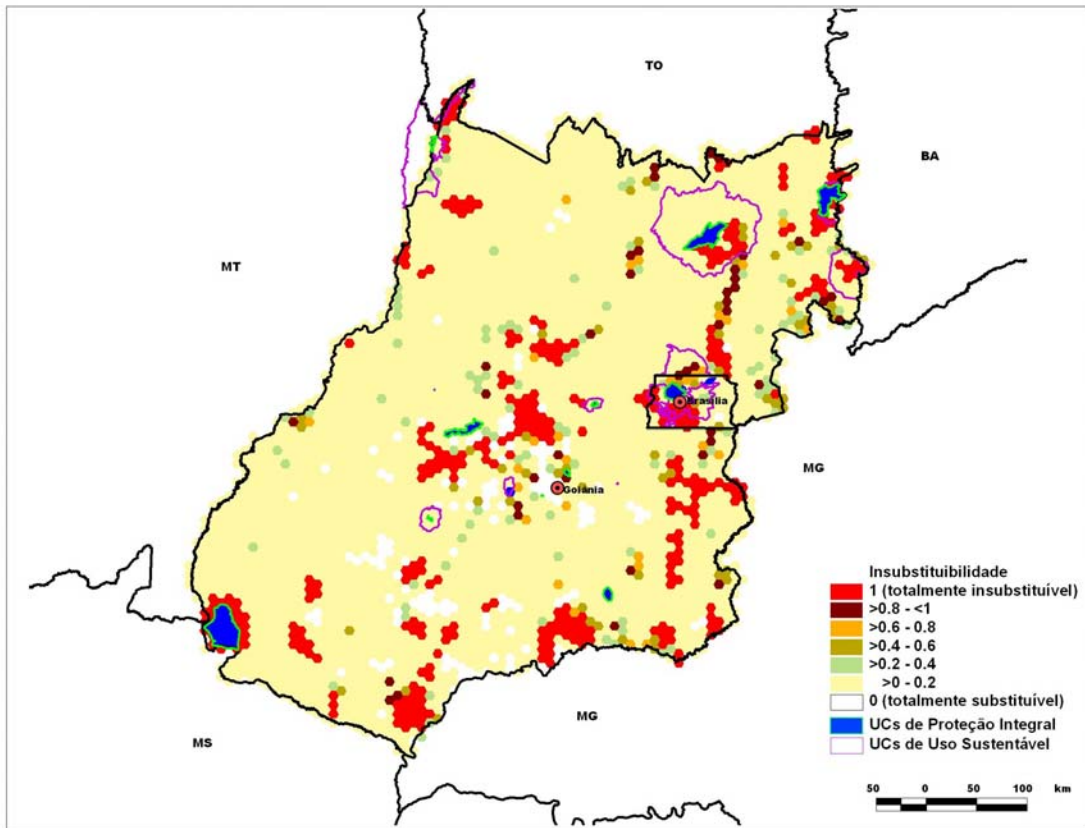 TO
BA
MT
Brasília
MG
Goiânia
Insubstituibilidade
1 (totalmente insubstituível)
>0.8 - <1
>0.6 - 0.8
>0.4 - 0.6
>0.2 - 0.4
>0 - 0.2
0 (totalmente substituível)
UCs de Proteção Integral
UCs de Uso Sustentável
MG
MS
50 0 50 100 km